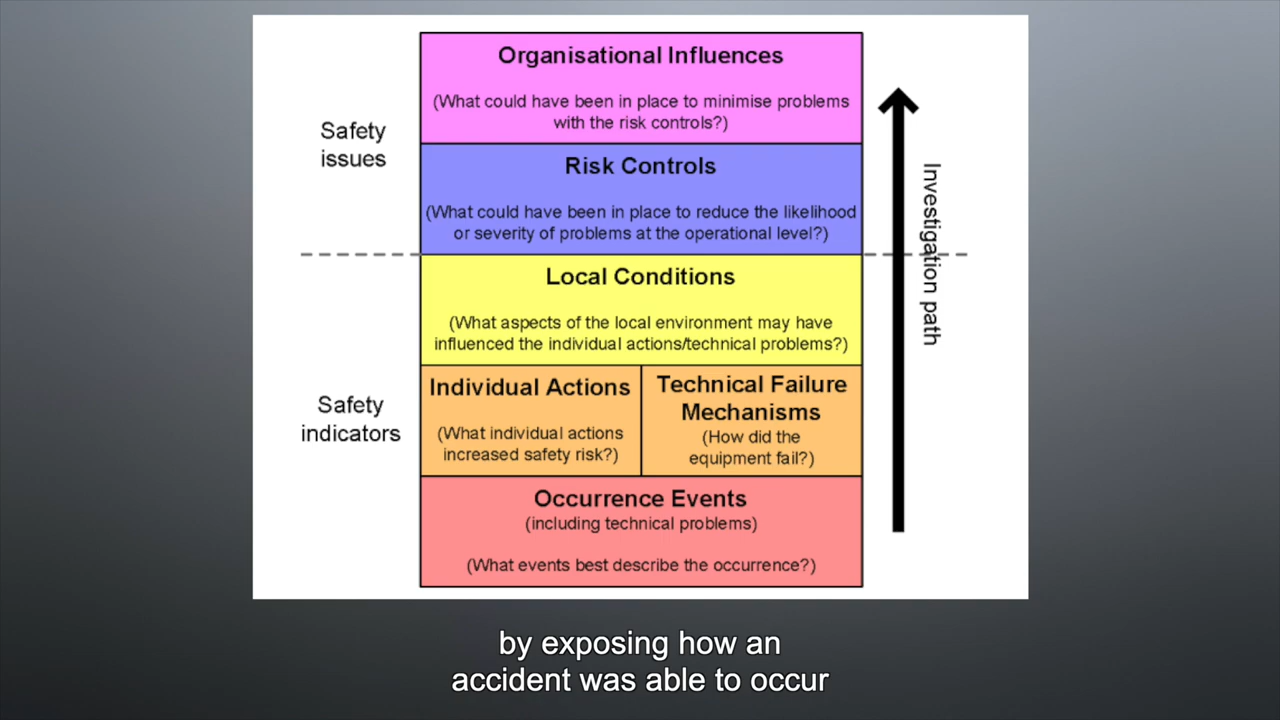 Organisational Influences
(What could have been in place to minimise problems
with the risk controls?)
Safety
issues
Risk Controls
(What could have been in place to reduce the likelihood
or severity of problems at the operational level?)
Investigation path
Local Conditions
(What aspects of the local environment may have
influenced the individual actions/technical problems?)
Safety
indicators
Individual Actions
(What individual actions
increased safety risk?)
Technical Failure
Mechanisms
(How did the
equipment fail?)
Occurrence Events
(including technical problems)
(What events best describe the occurrence?)
by exposing how an
accident was able to occur